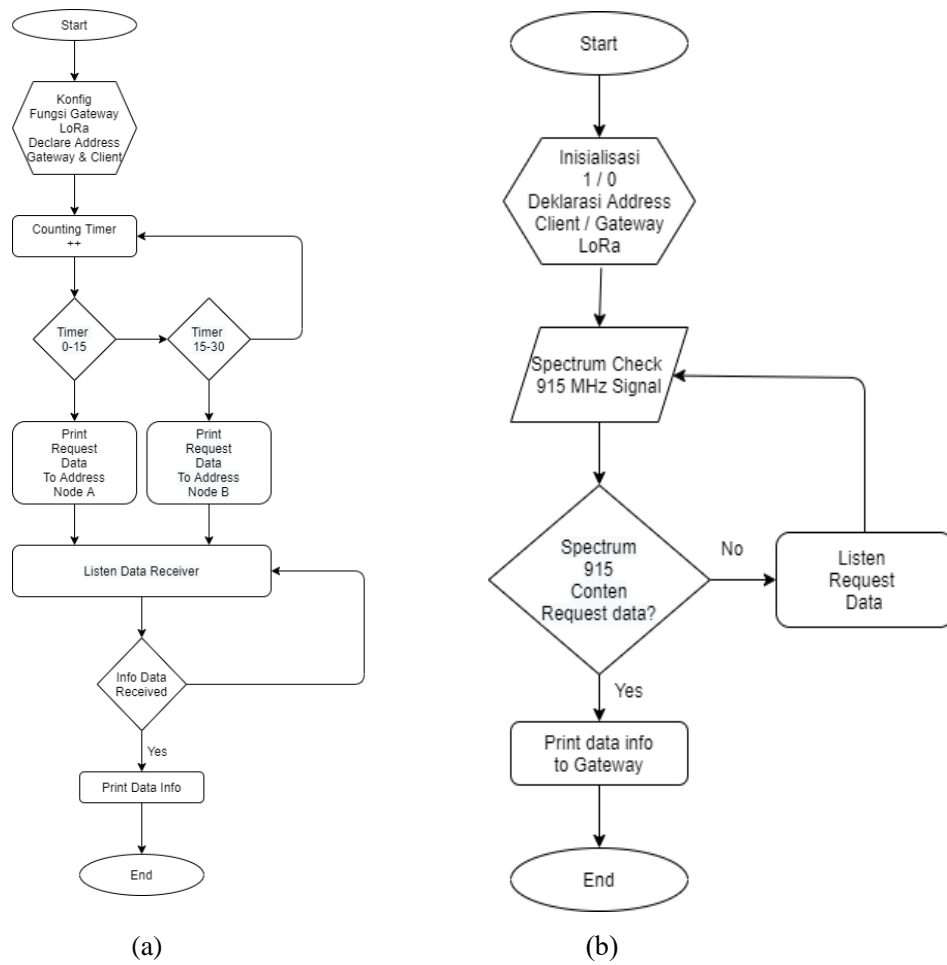 Start
Konfig
Fungsi Gateway
LoRa
Declare Address
Gateway & Client
Counting Timer
++
Timer
0-15
Timer
15-30
Print
Request
Data
To Address
Node A
Print
Request
Data
To Address
Node B
Listen Data Receiver
Info Data
Received
Yes
Print Data Info
End
(a)
Start
Inisialisasi
1 / 0
Deklarasi Address
Client / Gateway
LoRa
Spectrum Check
915 MHz Signal
Spectrum
915
Conten
Request data?
No
Listen
Request
Data
Yes
Print data info
to Gateway
End
(b)